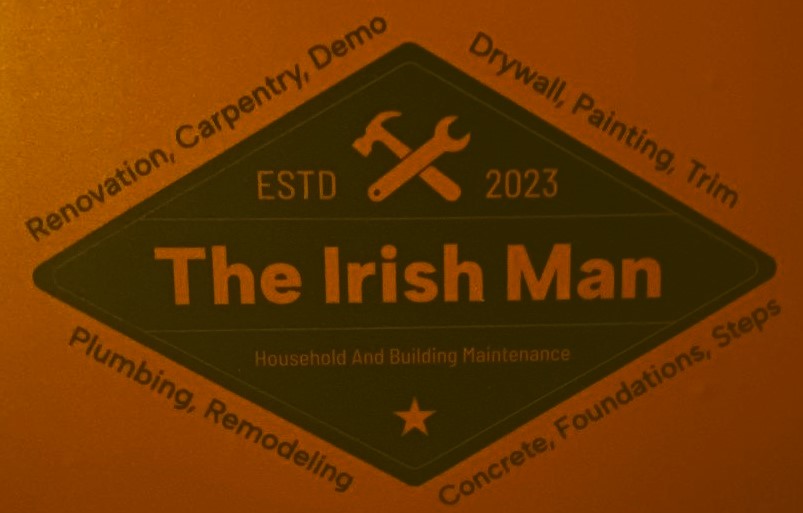 Renovation, Carpentry, Demo
Drywall, Painting, Trim
ESTD 2023
The Irish Man
Household And Building Maintenance
Plumbing, Remodeling
Concrete, Foundations, Steps